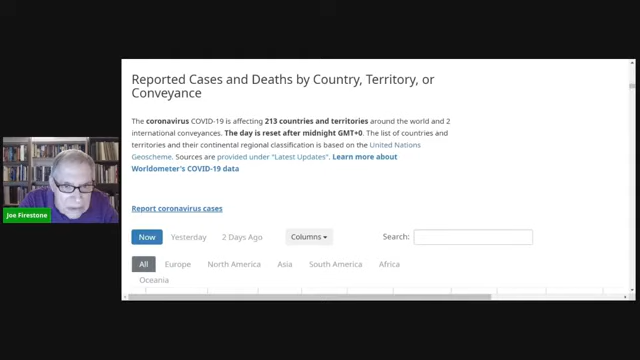 Reported Cases and Deaths by Country, Territory, or
Conveyance
The coronavirus COVID-19 is affecting 213 countries and territories around the world and 2
international conveyances. The day is reset after midnight GMT+0. The list of countries and
territories and their continental regional classification is based on the United Nations
Geoscheme. Sources are provided under "Latest Updates". Learn more about
Worldometer's COVID-19 data
Report coronavirus cases
Now Yesterday 2 Days Ago Columns Search:
All Europe North America Asia South America Africa
Oceania
Joe Firestone